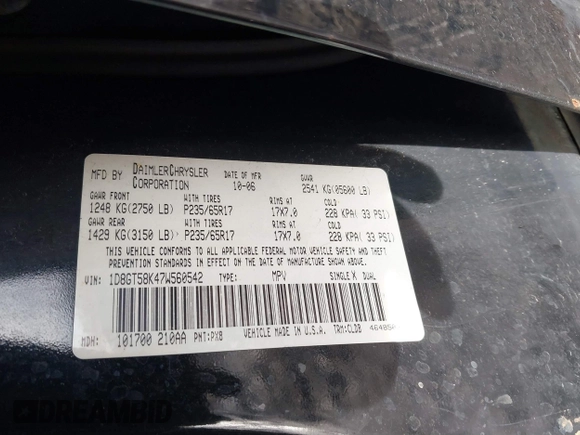 MFD BY DAIMLERCHRYSLER CORPORATION DATE OF MFR 10-06 GVWR 2541 KG(05600 LB)
GAWR FRONT WITH TIRES RIMS AT COLD
1248 KG(2750 LB) P235/65R17 17X7.0 228 KPA( 33 PSI)
GAWR REAR WITH TIRES RIMS AT COLD
1429 KG(3150 LB) P235/65R17 17X7.0 228 KPA( 33 PSI)
THIS VEHICLE CONFORMS TO ALL APPLICABLE FEDERAL MOTOR VEHICLE SAFETY, BUMPER, AND THEFT
PREVENTION STANDARDS IN EFFECT ON THE DATE OF MANUFACTURE SHOWN ABOVE.
VIN: 1D8GT58K47W560542 TYPE: MPV SINGLE X DUAL
MDH: 101700 210AA PNT:PX8 VEHICLE MADE IN U.S.A. TRM:CLDB
DREAMBID